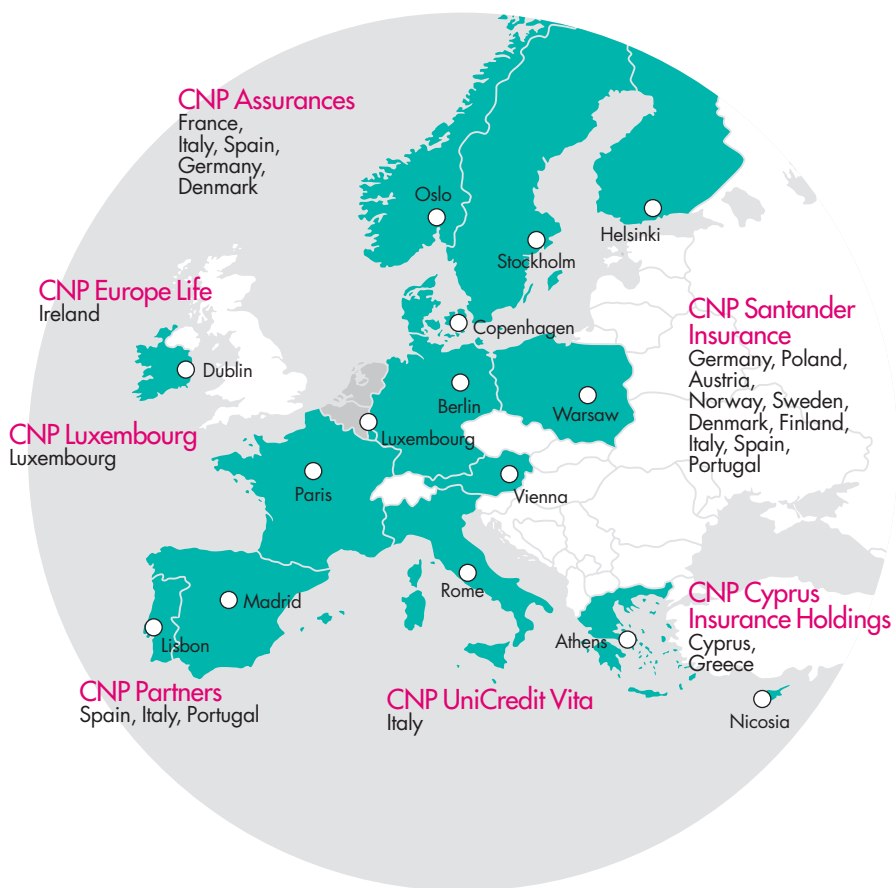 CNP Assurances
France,
Italy, Spain,
Germany,
Denmark
Oslo
Helsinki
Stockholm
CNP Europe Life
Ireland
CNP Santander
Insurance
Germany, Poland,
Austria,
Norway, Sweden,
Denmark, Finland,
Italy, Spain,
Portugal
Copenhagen
Dublin
Berlin
Warsaw
CNP Luxembourg
Luxembourg
Luxembourg
Paris
Vienna
Rome
Madrid
Lisbon
Athens
CNP Cyprus
Insurance Holdings
Cyprus,
Greece
CNP Partners
Spain, Italy, Portugal
CNP UniCredit Vita
Italy
Nicosia